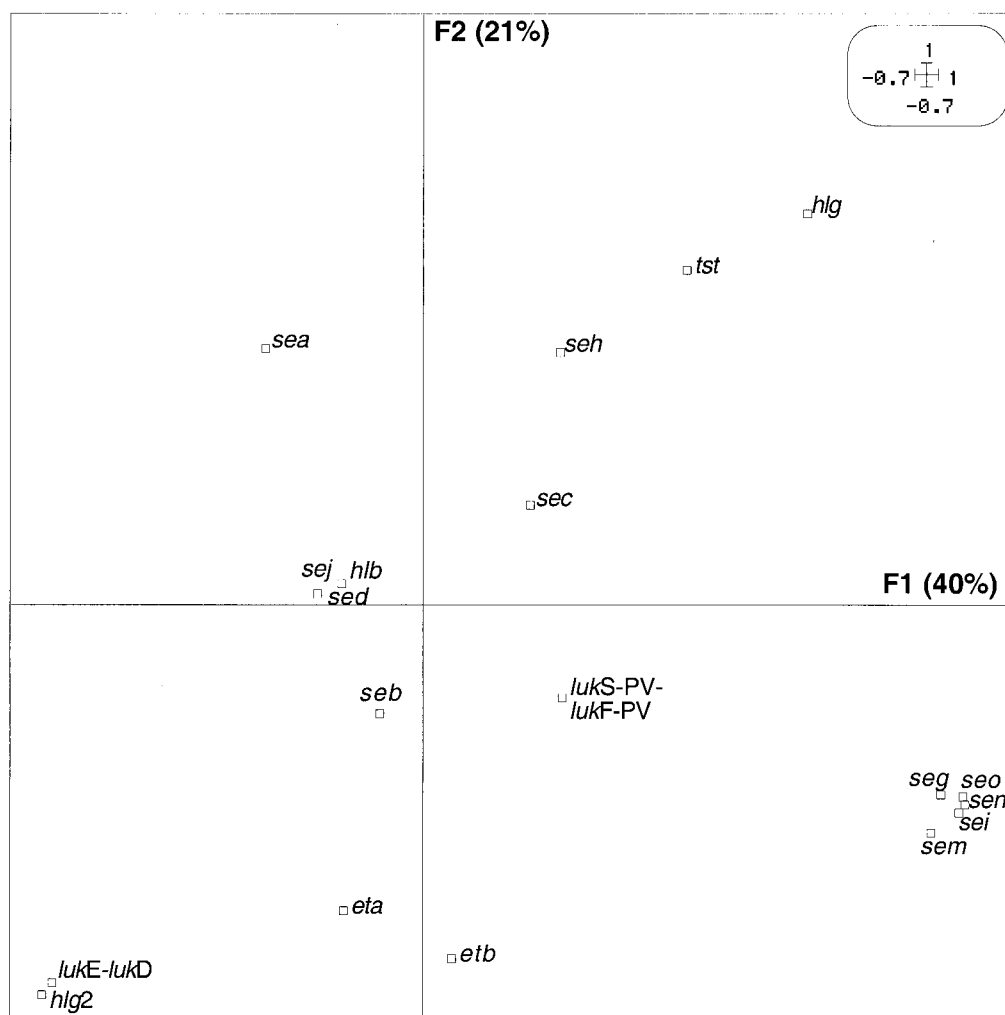 F2 (21%)
1
-0.7 1
-0.7
hlg
tst
sea
seh
sec
sej hlb
sed
F1 (40%)
seb
lukS-PV-
lukF-PV
seg seo
sen
sei
sem
eta
etb
lukE-lukD
hlg2